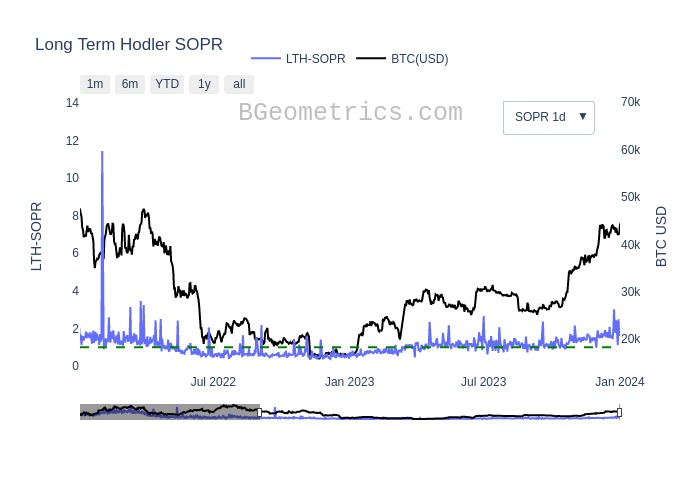 Long Term Hodler SOPR
LTH-SOPR BTC(USD)
1m 6m YTD 1y all
BGeometrics.com
SOPR 1d ▼
14
12
10
8
6
4
2
0
LTH-SOPR
70k
60k
50k
40k
30k
20k
BTC USD
Jul 2022 Jan 2023 Jul 2023 Jan 2024